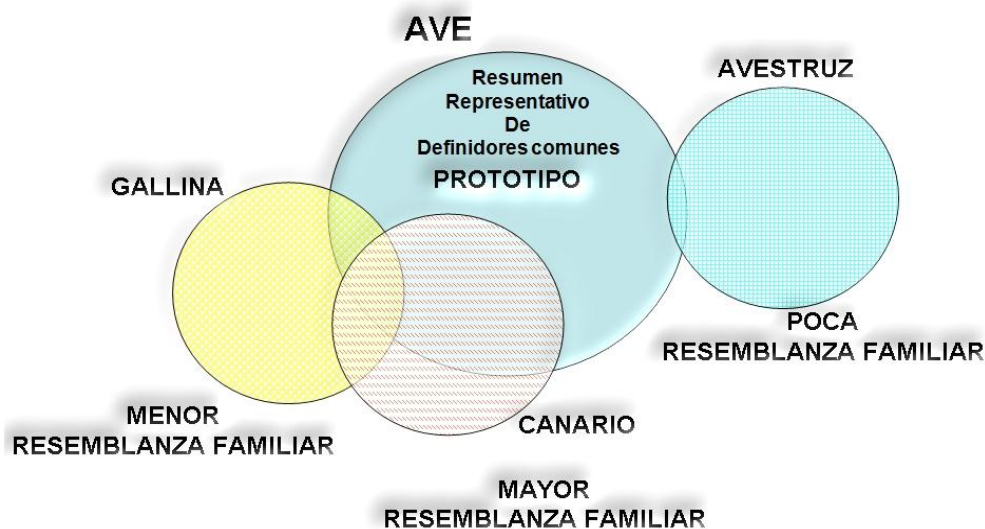 AVE
Resumen
Representativo
De
Definidores comunes
PROTOTIPO
AVESTRUZ
GALLINA
POCA
RESEMBLANZA FAMILIAR
MENOR
RESEMBLANZA FAMILIAR
CANARIO
MAYOR
RESEMBLANZA FAMILIAR